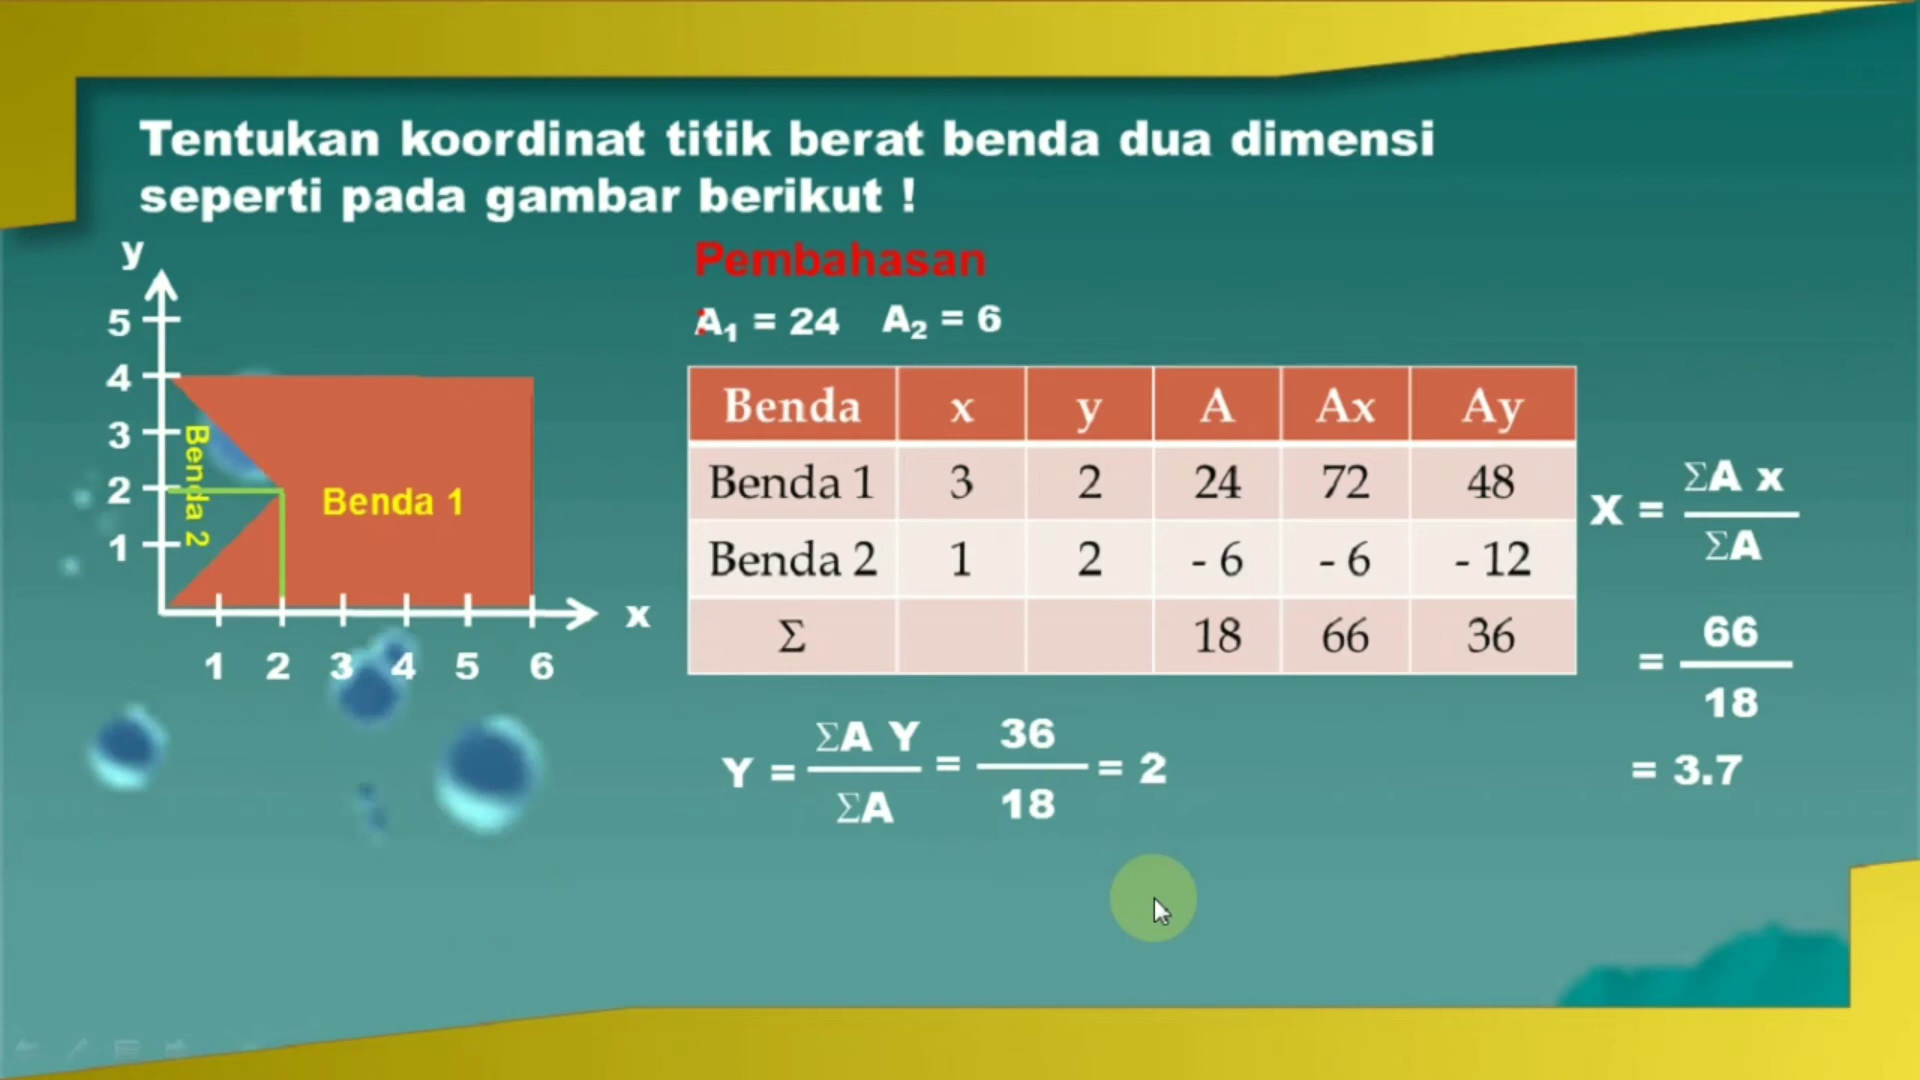 Tentukan koordinat titik berat benda dua dimensi
seperti pada gambar berikut !
Pembahasan
:
A₁ = 24 A₂ = 6
y
5
4
3
2
1
Benda 2
Benda 1
x
1 2 3 4 5 6
Benda x y A Ax Ay
Benda 1 3 2 24 72 48
Benda 2 1 2 - 6 - 6 - 12
Σ 18 66 36
X = ΣA x / ΣA
= 66 / 18
= 3.7
Y = ΣA Y / ΣA = 36 / 18 = 2